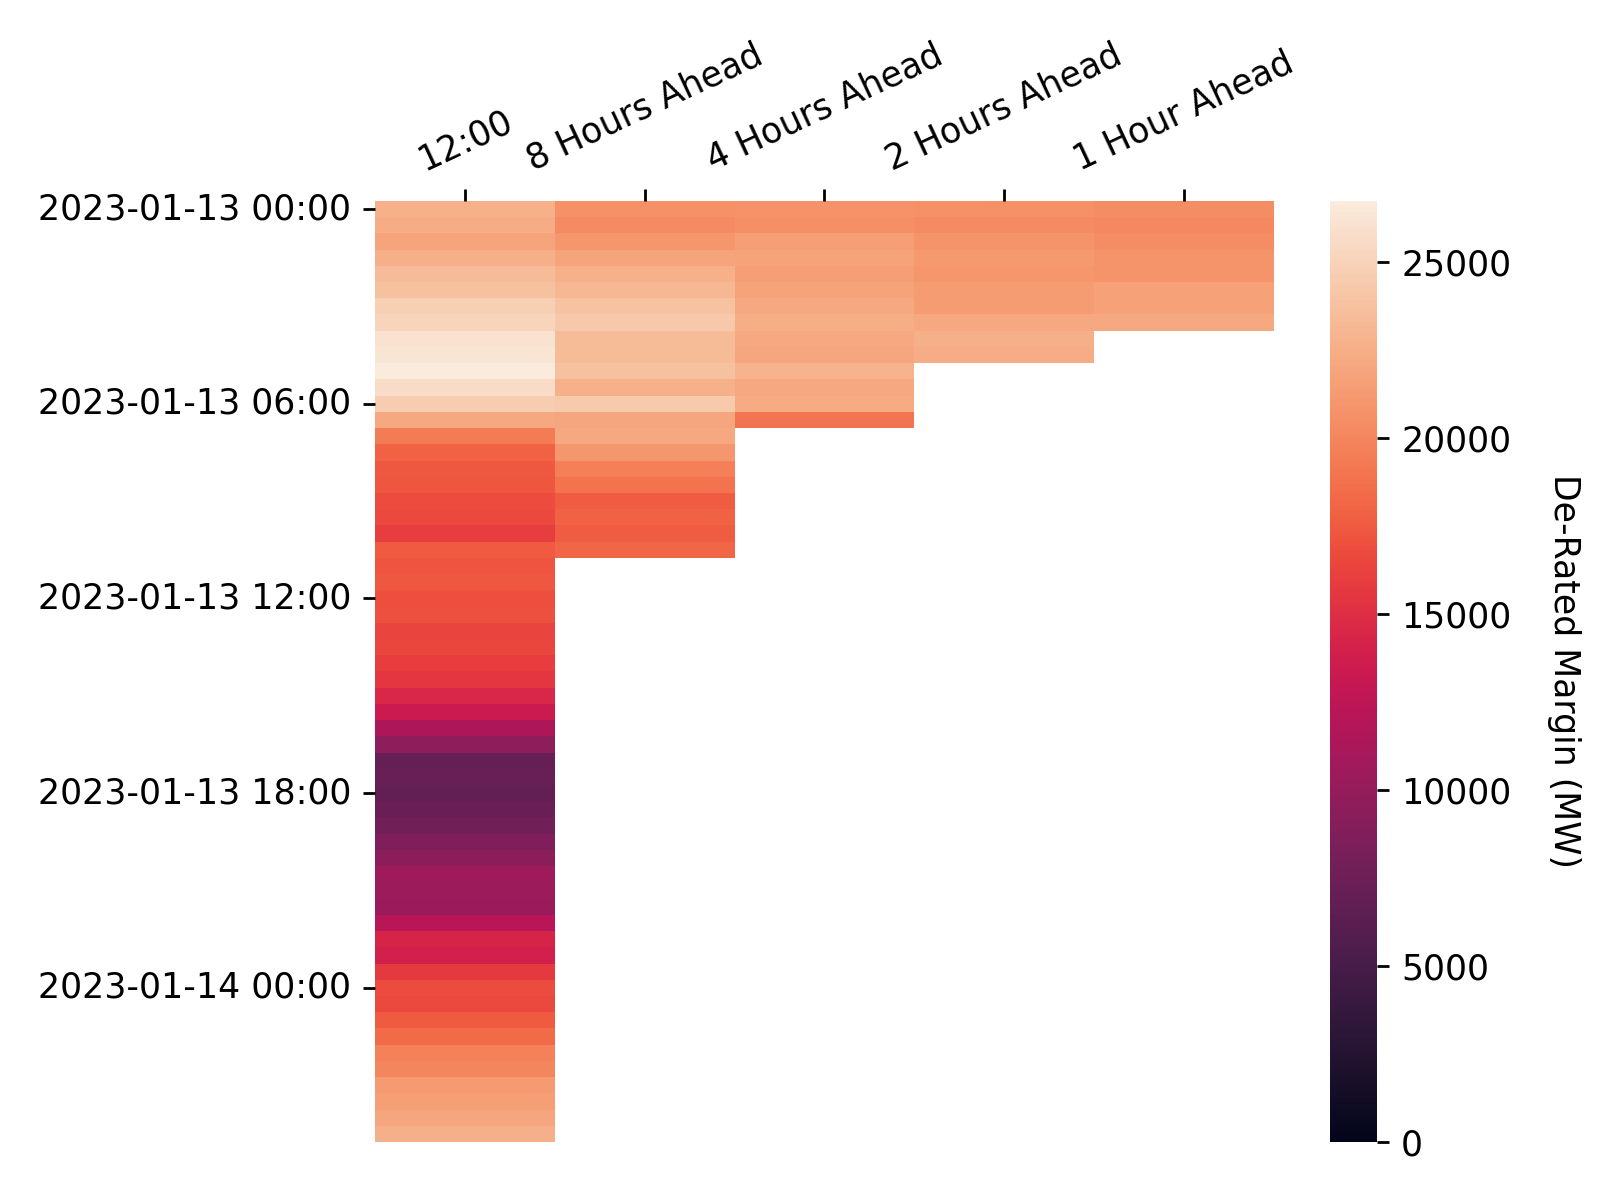 12:00
8 Hours Ahead
4 Hours Ahead
2 Hours Ahead
1 Hour Ahead
2023-01-13 00:00
2023-01-13 06:00
2023-01-13 12:00
2023-01-13 18:00
2023-01-14 00:00
25000
20000
15000
10000
5000
0
De-Rated Margin (MW)